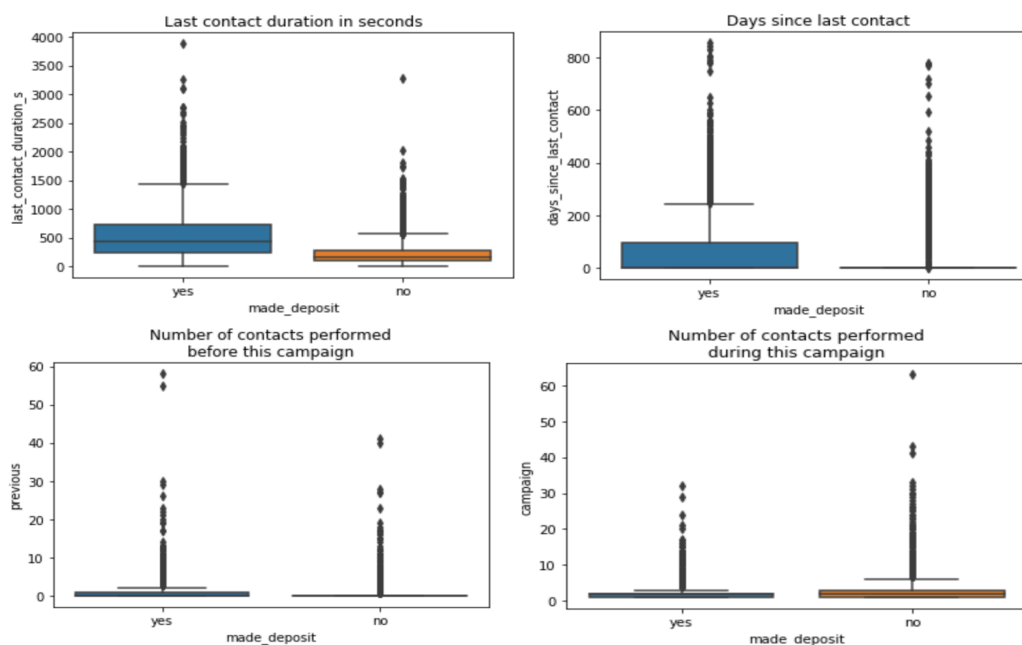 Last contact duration in seconds
last_contact_duration_s
4000
3500
3000
2500
2000
1500
1000
500
0
yes
no
made_deposit
Days since last contact
days_since_last_contact
800
600
400
200
0
yes
no
made_deposit
Number of contacts performed
before this campaign
previous
60
50
40
30
20
10
0
yes
no
made_deposit
Number of contacts performed
during this campaign
campaign
60
50
40
30
20
10
0
yes
no
made_deposit